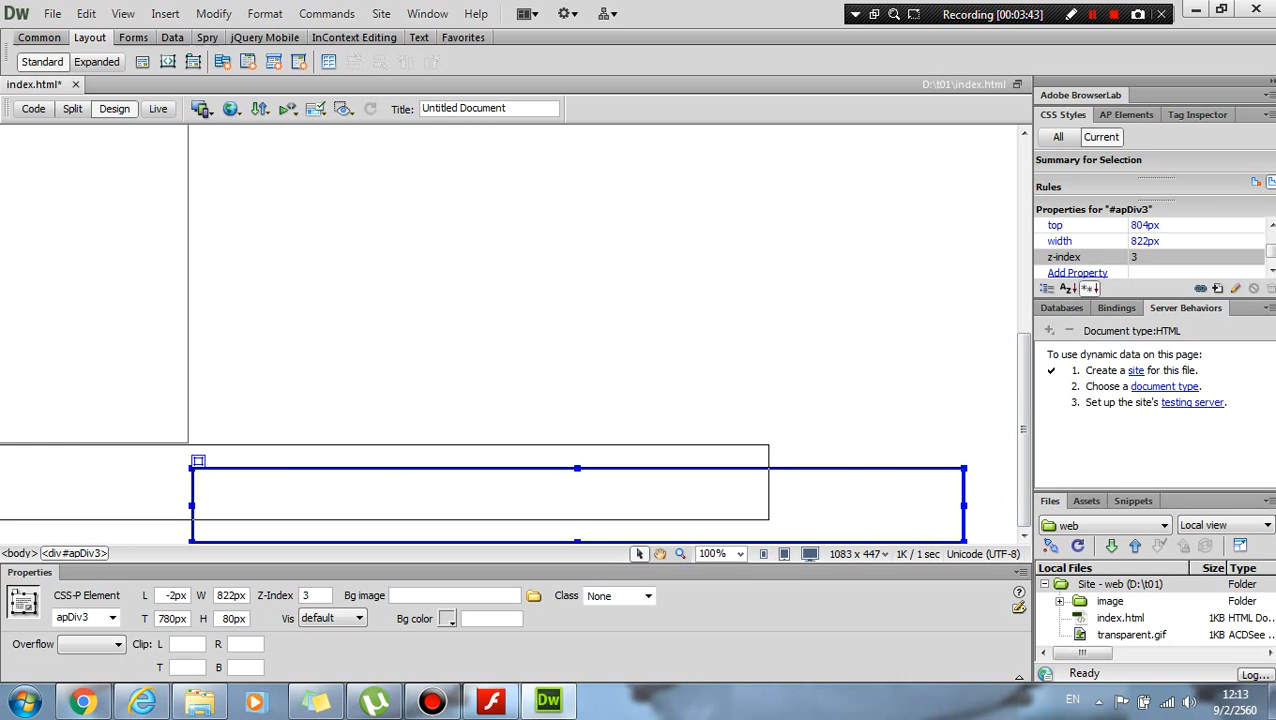 Dw File Edit View Insert Modify Format Commands Site Window Help
Recording [00:03:43]
Common Layout Forms Data Spry jQuery Mobile InContext Editing Text Favorites
Standard Expanded
index.html* D:\t01\index.html
Code Split Design Live Title: Untitled Document
Adobe BrowserLab
CSS Styles AP Elements Tag Inspector
All Current
Summary for Selection
Rules
Properties for "#apDiv3"
top 804px
width 822px
z-index 3
Add Property
Databases Bindings Server Behaviors
Document type:HTML
To use dynamic data on this page:
1. Create a site for this file.
2. Choose a document type.
3. Set up the site's testing server.
Files Assets Snippets
web Local view
Local Files Size Type
Site - web (D:\t01) Folder
image Folder
index.html 1KB HTML Do...
transparent.gif 1KB ACDSee
Ready Log...
<body> <div#apDiv3> 100% 1083 x 447 1K / 1 sec Unicode (UTF-8)
Properties
CSS-P Element L -2px W 822px Z-Index 3 Bg image Class None
apDiv3 T 780px H 80px Vis default Bg color
Overflow Clip: L R
T B
Dw EN 12:13
9/2/2560